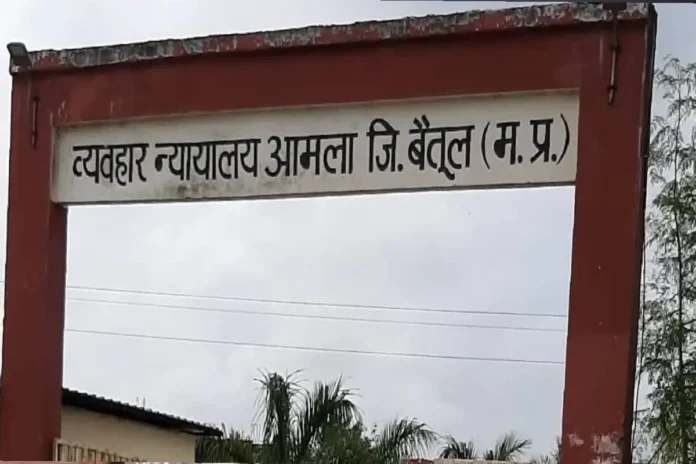 व्यवहार न्यायालय आमला जि. बैतूल (म. प्र.)